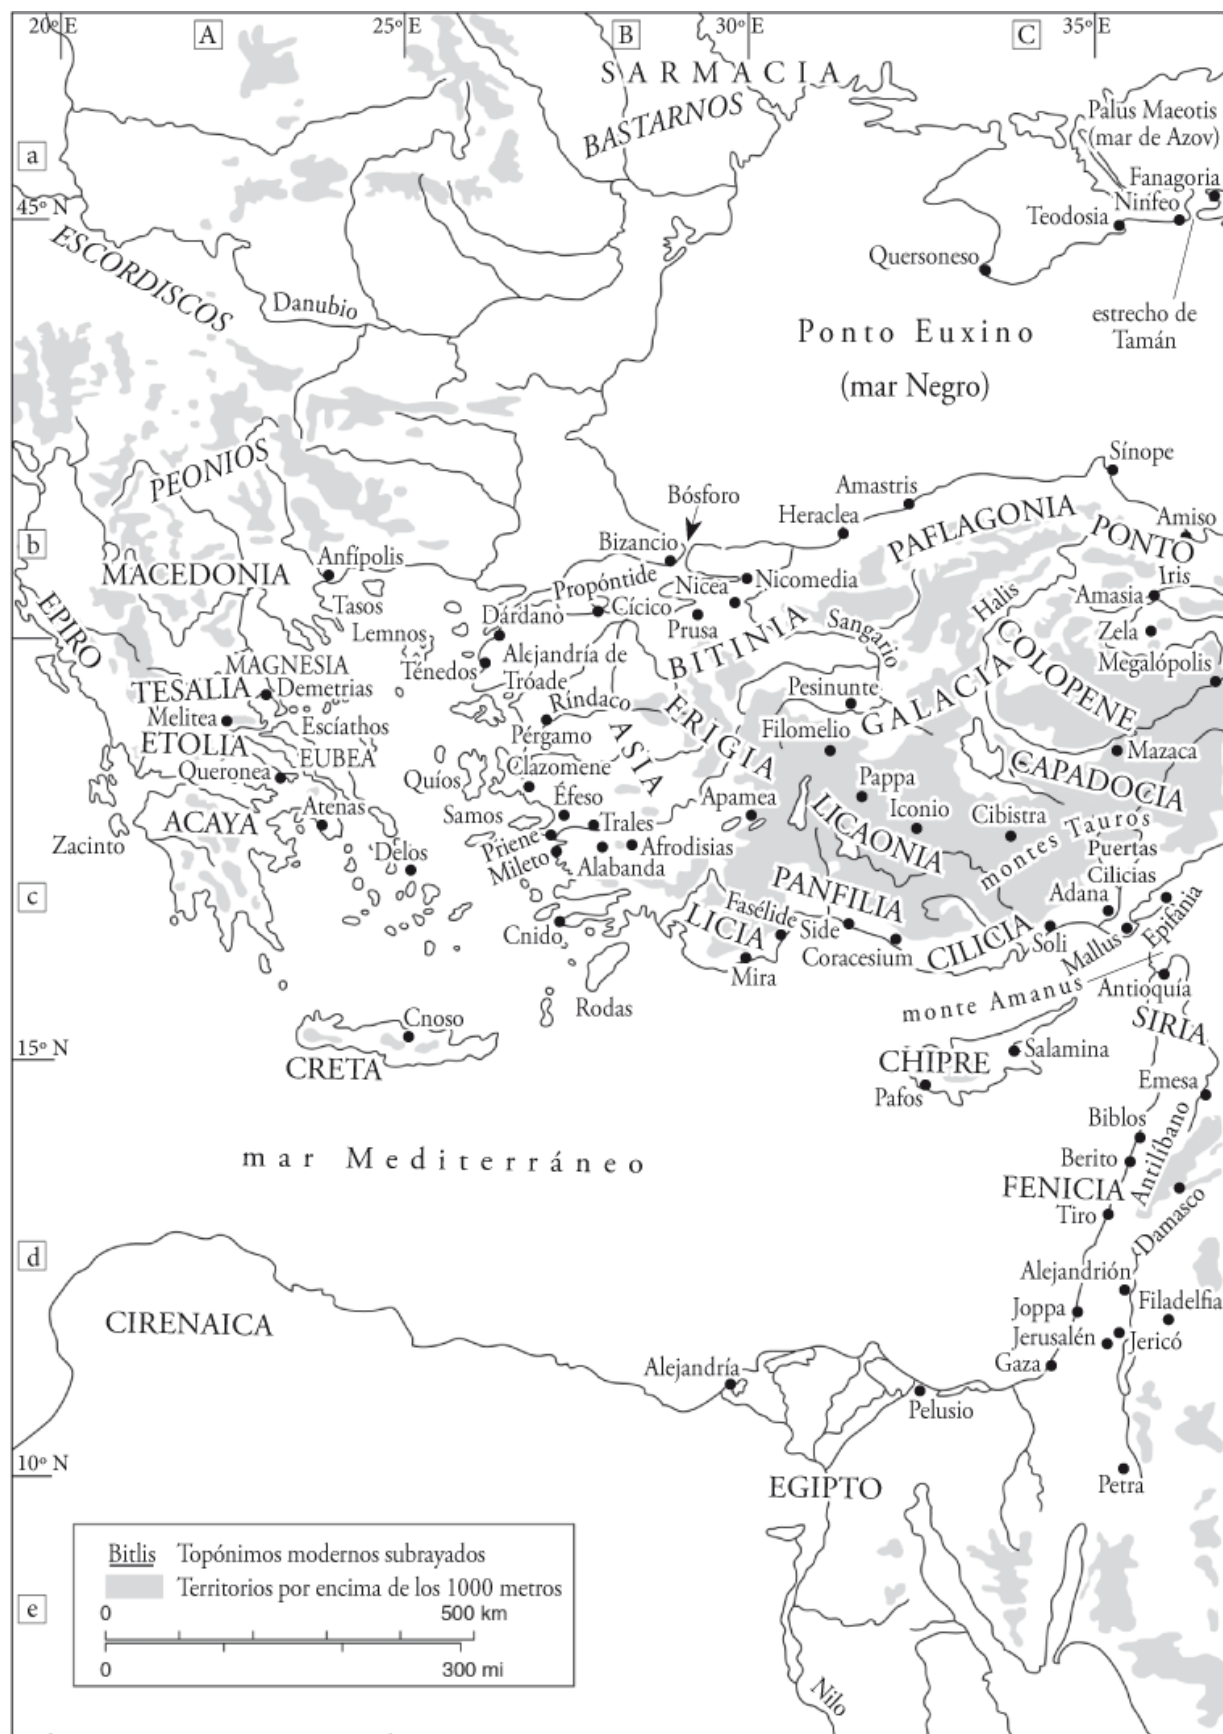 20º E
A
25º E
B
30º E
C
35º E
SARMACIA
BASTARNOS
Palus Maeotis
(mar de Azov)
a
Fanagoria
Ninfeo
Teodosia
45º N
Quersoneso
ESCORDISCOS
Danubio
estrecho de
Tamán
Ponto Euxino
(mar Negro)
Sínope
PEONIOS
Amastris
Bósforo
Heraclea
PAFLAGONIA
PONTO
Amiso
b
Bizancio
Anfípolis
MACEDONIA
Propóntide
Nicea
Nicomedia
Iris
Halis
Amasia
EPIRO
Tasos
Dárdano
Cícico
Prusa
BITINIA
Sangario
COLOPENE
Zela
Lemnos
Ténedos
Alejandría de
Tróade
Megalópolis
MAGNESIA
TESALIA
Demetrias
Pesinunte
GALACIA
Melitea
Escíathos
Ríndaco
FRIGIA
Filomelio
ETOLIA
EUBEA
Pérgamo
ASIA
Mazaca
Queronea
Quíos
Clazomene
Pappa
CAPADOCIA
Atenas
ACAYA
Samos
Éfeso
Apamea
LICAONIA
Iconio
Cibistra
Zacinto
Trales
montes Tauros
Priene
Delos
Mileto
Afrodisias
Alabanda
Puertas
Cilicias
PANFILIA
Adana
c
Fasélide
LICIA
Side
Cnido
Coracesium
CILICIA
Soli
Mallus
Epifanía
Mira
Rodas
monte Amanus
Antioquía
Cnoso
SIRIA
15º N
CRETA
CHIPRE
Salamina
Pafos
Emesa
Biblos
mar Mediterráneo
Berito
Antilíbano
FENICIA
Tiro
Damasco
d
Alejandrión
Filadelfia
Joppa
CIRENAICA
Jerusalén
Jericó
Gaza
Alejandría
Pelusio
10º N
EGIPTO
Petra
Bitlis Topónimos modernos subrayados
Territorios por encima de los 1000 metros
e
0 500 km
0 300 mi
Nilo